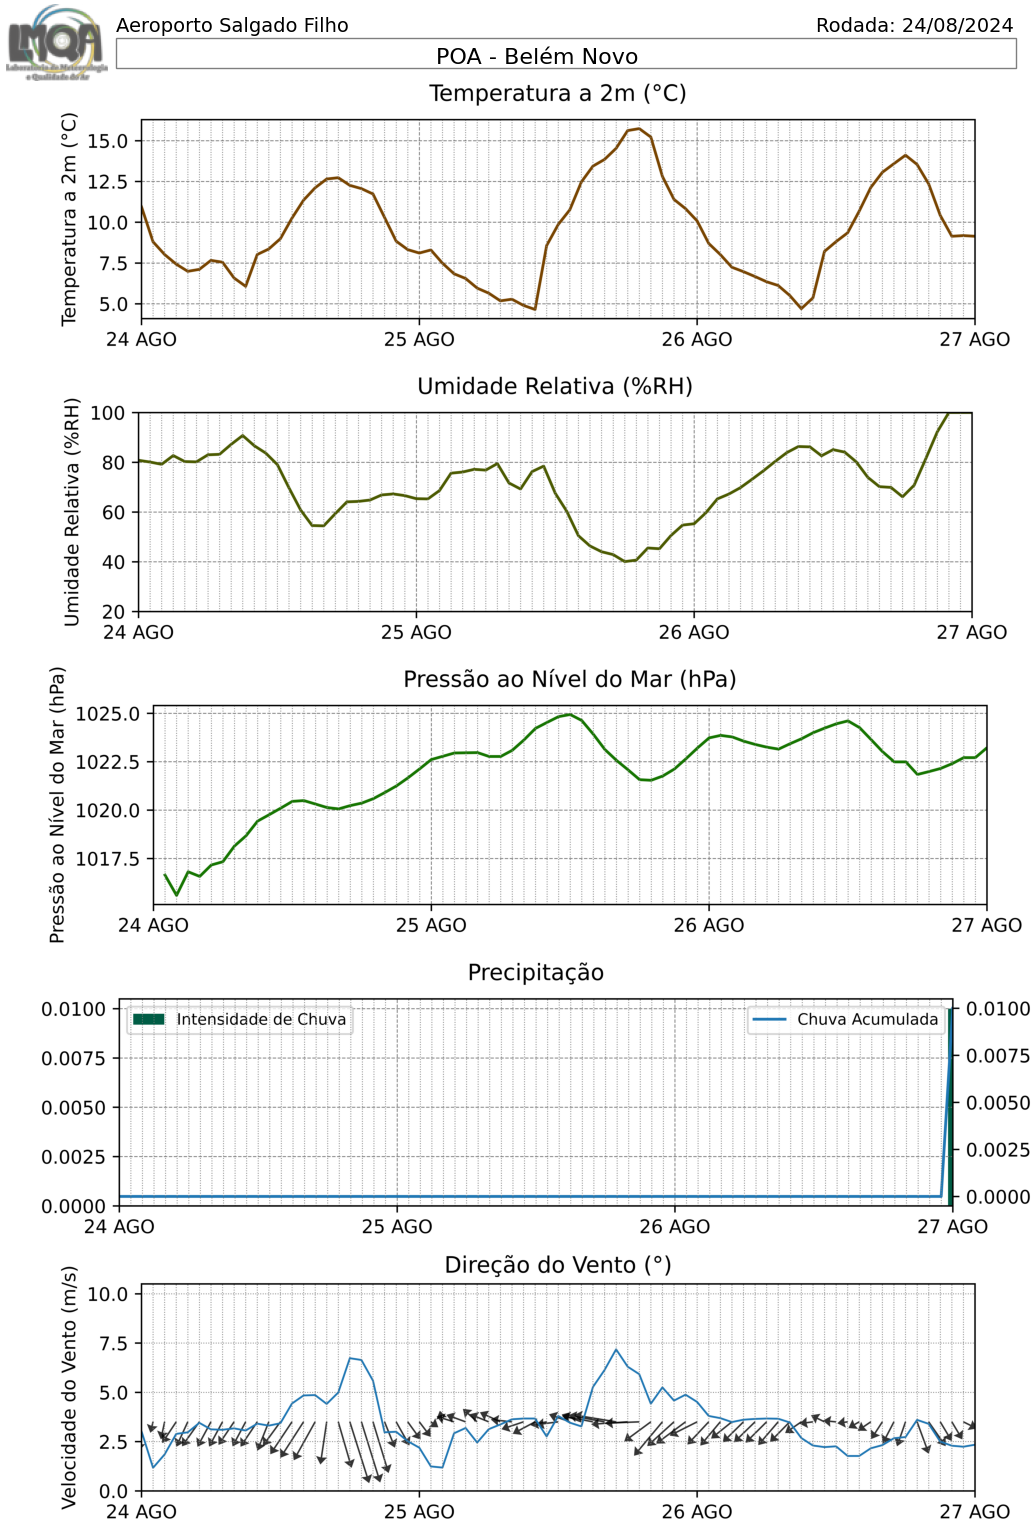 LMQA
Laboratório de Meteorologia
e Qualidade do Ar
Aeroporto Salgado Filho
Rodada: 24/08/2024
POA - Belém Novo
Temperatura a 2m (°C)
Temperatura a 2m (°C)
15.0
12.5
10.0
7.5
5.0
24 AGO 25 AGO 26 AGO 27 AGO
Umidade Relativa (%RH)
Umidade Relativa (%RH)
100
80
60
40
20
24 AGO 25 AGO 26 AGO 27 AGO
Pressão ao Nível do Mar (hPa)
Pressão ao Nível do Mar (hPa)
1025.0
1022.5
1020.0
1017.5
24 AGO 25 AGO 26 AGO 27 AGO
Precipitação
0.0100 Intensidade de Chuva Chuva Acumulada 0.0100
0.0075 0.0075
0.0050 0.0050
0.0025 0.0025
0.0000 0.0000
24 AGO 25 AGO 26 AGO 27 AGO
Direção do Vento (°)
Velocidade do Vento (m/s)
10.0
7.5
5.0
2.5
0.0
24 AGO 25 AGO 26 AGO 27 AGO